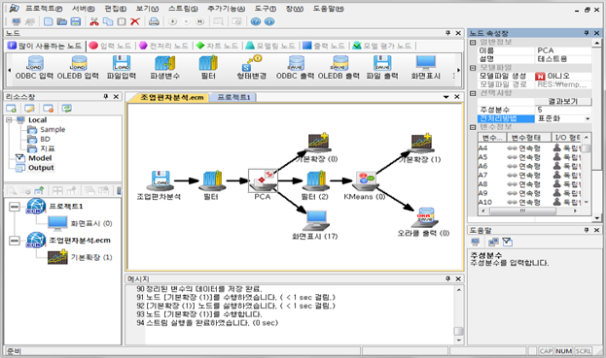 프로젝트(P) 서버(R) 편집(E) 보기(V) 스트림(S) 추가기능(A) 도구(T) 창(W) 도움말(H)
노드
많이 사용하는 노드 입력 노드 전처리 노드 차트 노드 모델링 노드 출력 노드 모델 평가 노드
ODBC 입력 OLEDB 입력 파일입력 파생변수 필터 형태변경 ODBC 출력 OLEDB 출력 파일 출력 화면표시
리소스창
Local
Sample
BD
지표
Model
Output
프로젝트1
화면표시 (0)
조업편차분석.ecm
기본확장 (1)
조업편차분석.ecm 프로젝트1
기본확장 (0) 기본확장 (1)
조업편차분석 필터 PCA 필터 (2) KMeans (0)
화면표시 (17) 오라클 출력 (0)
메시지
90 정리된 변수의 데이터를 저장 완료.
91 노드 [기본확장 (1)]를 수행하였습니다. ( < 1 sec 걸림.)
92 [기본확장 (1)] 노드를 실행하였습니다. ( < 1 sec 걸림.)
93 노드 [기본확장 (1)]를 수행합니다.
94 스트림 실행을 완료하였습니다. (0 sec)
노드 속성창
일반정보
이름 PCA
설명 테스트용
모델파일
모델파일 생성 아니오
모델파일 경로
선택사항
결과보기
주성분수 5
전처리방법 표준화
변수정보
변수... 변수형태 I/O 형태
A4 연속형 독립
A5 연속형 독립
A6 연속형 독립
A7 연속형 독립
A8 연속형 독립
A9 연속형 독립
A10 연속형 독립
도움말
주성분수
주성분수를 입력합니다.
준비
CAP NUM SCRL